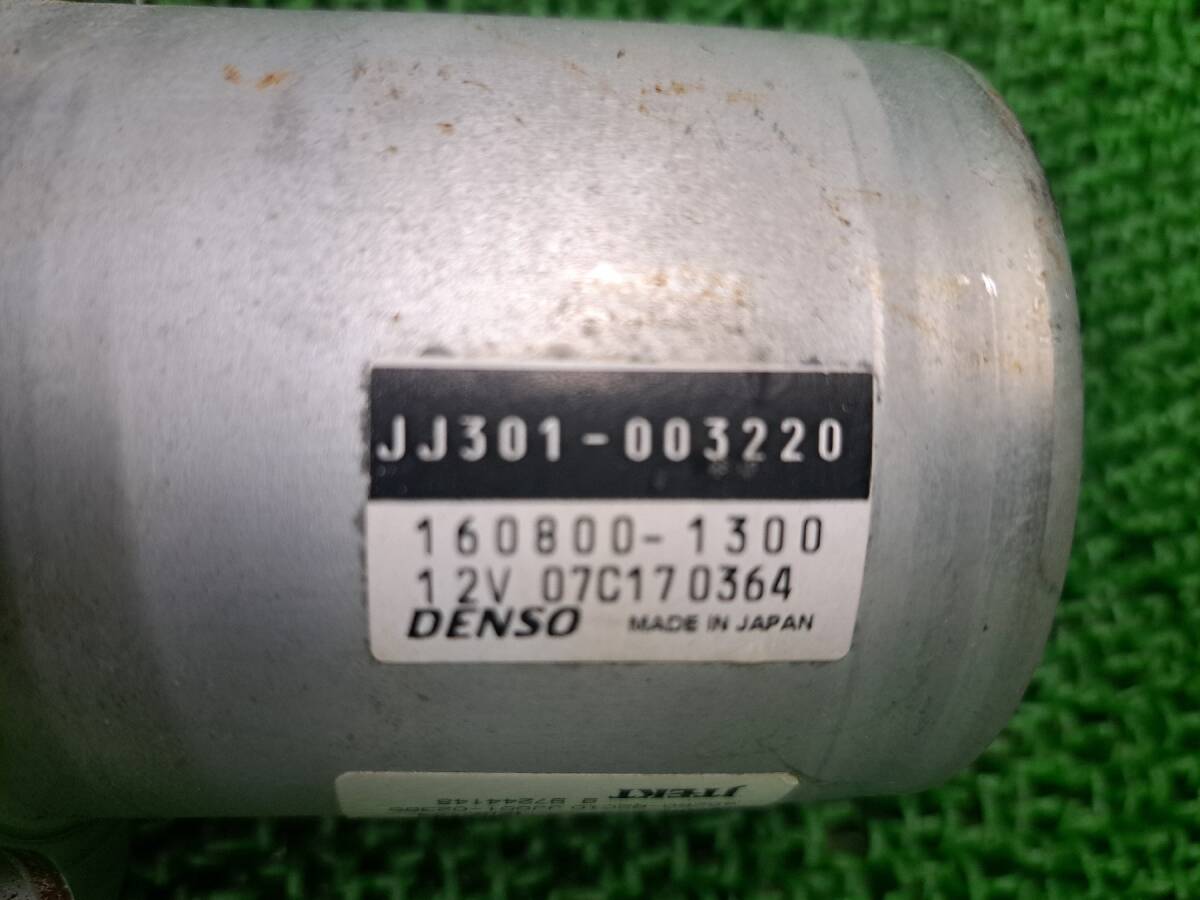 JJ301-003220
160800-1300
12V 07C170364
DENSO MADE IN JAPAN
JTEKT